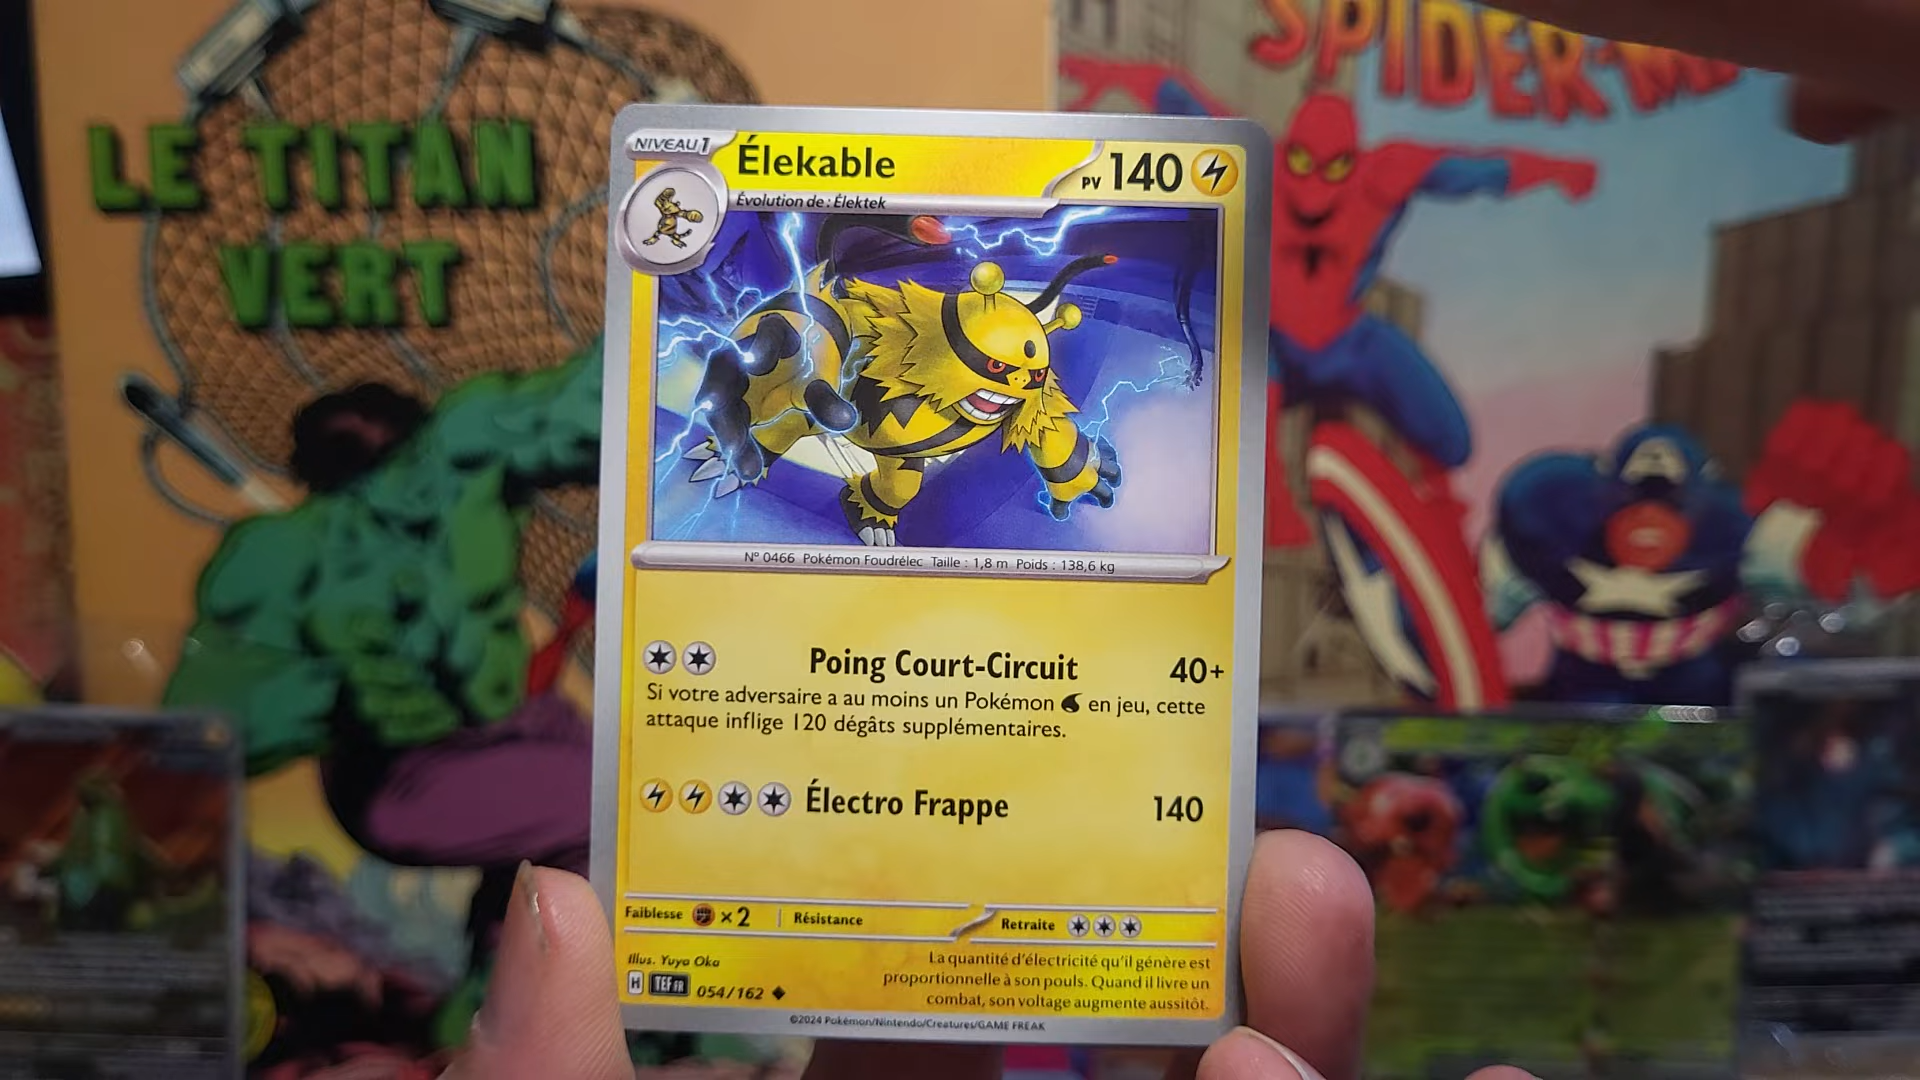 LE TITAN
VERT
SPIDER-MA
NIVEAU 1
Élekable
PV 140
Évolution de : Élektek
N° 0466 Pokémon Foudrélec Taille : 1,8 m Poids : 138,6 kg
Poing Court-Circuit 40+
Si votre adversaire a au moins un Pokémon en jeu, cette
attaque inflige 120 dégâts supplémentaires.
Électro Frappe 140
Faiblesse ×2 Résistance Retraite
Illus. Yuya Oka
H TEF FR 054/162
La quantité d'électricité qu'il génère est
proportionnelle à son pouls. Quand il livre un
combat, son voltage augmente aussitôt.
©2024 Pokémon/Nintendo/Creatures/GAME FREAK